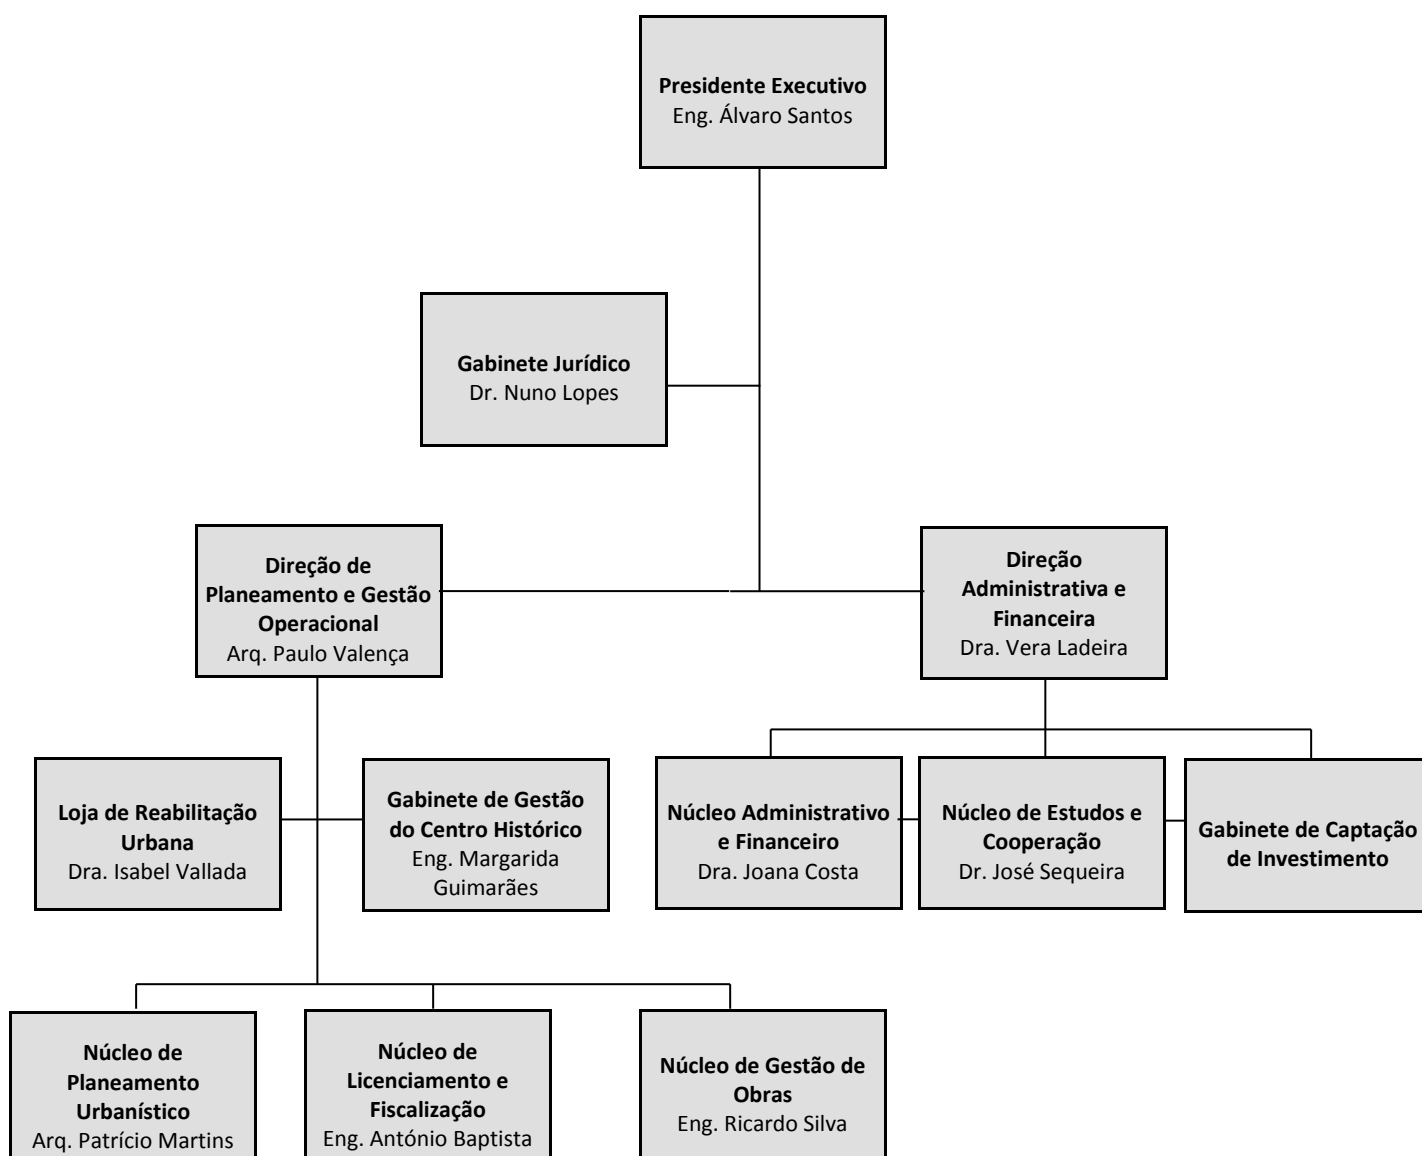 Presidente Executivo
Eng. Álvaro Santos
Gabinete Jurídico
Dr. Nuno Lopes
Direção de
Planeamento e Gestão
Operacional
Arq. Paulo Valença
Direção
Administrativa e
Financeira
Dra. Vera Ladeira
Loja de Reabilitação
Urbana
Dra. Isabel Vallada
Gabinete de Gestão
do Centro Histórico
Eng. Margarida
Guimarães
Núcleo Administrativo
e Financeiro
Dra. Joana Costa
Núcleo de Estudos e
Cooperação
Dr. José Sequeira
Gabinete de Captação
de Investimento
Núcleo de
Planeamento
Urbanístico
Arq. Patrício Martins
Núcleo de
Licenciamento e
Fiscalização
Eng. António Baptista
Núcleo de Gestão de
Obras
Eng. Ricardo Silva